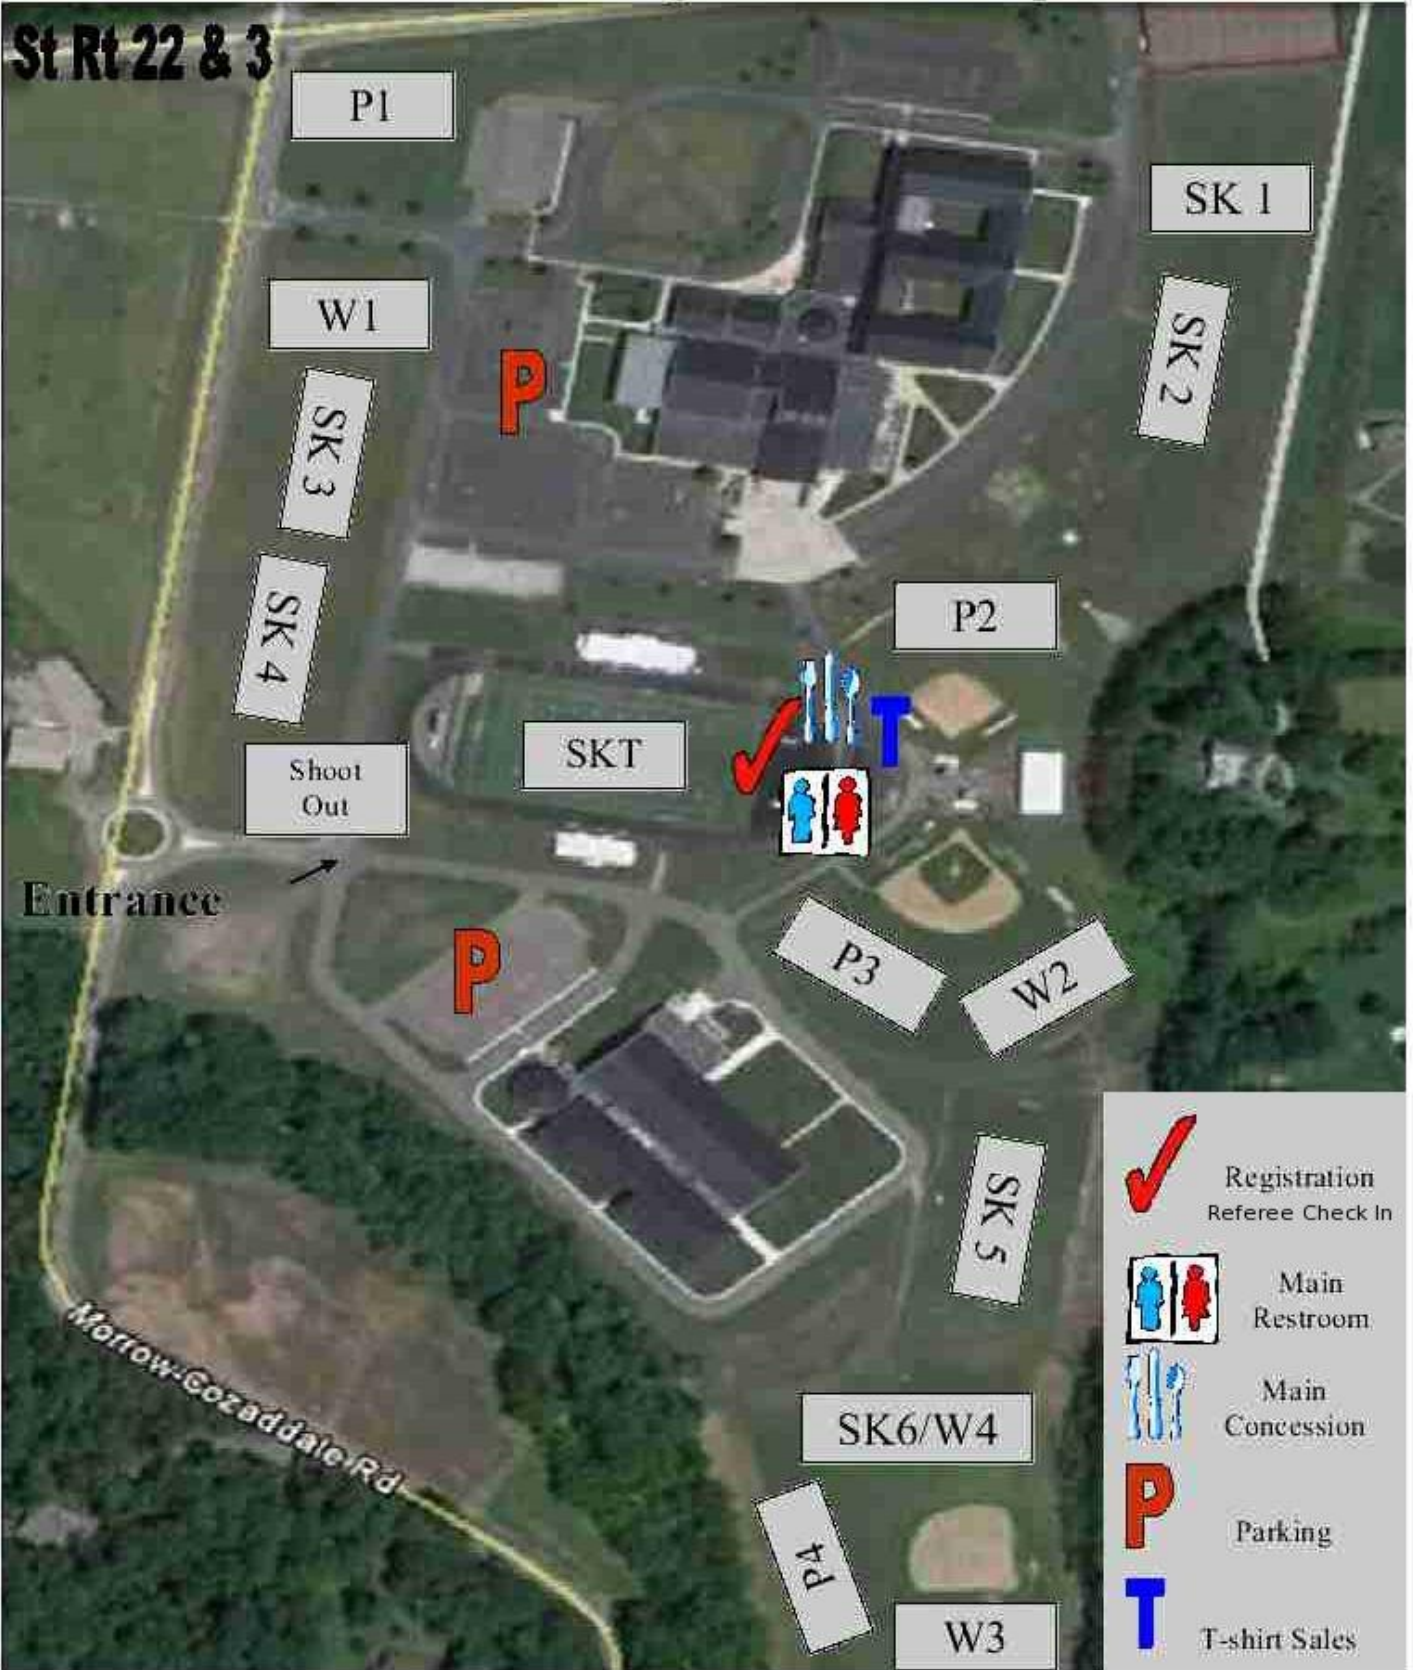 St Rt 22 & 3
P1
SK 1
W1
SK 2
P
SK 3
SK 4
P2
T
SKT
Shoot
Out
Entrance
P
P3
W2
SK 5
Morrow-Cozaddale Rd
SK6/W4
P4
W3
Registration
Referee Check In
Main
Restroom
Main
Concession
P
Parking
T
T-shirt Sales